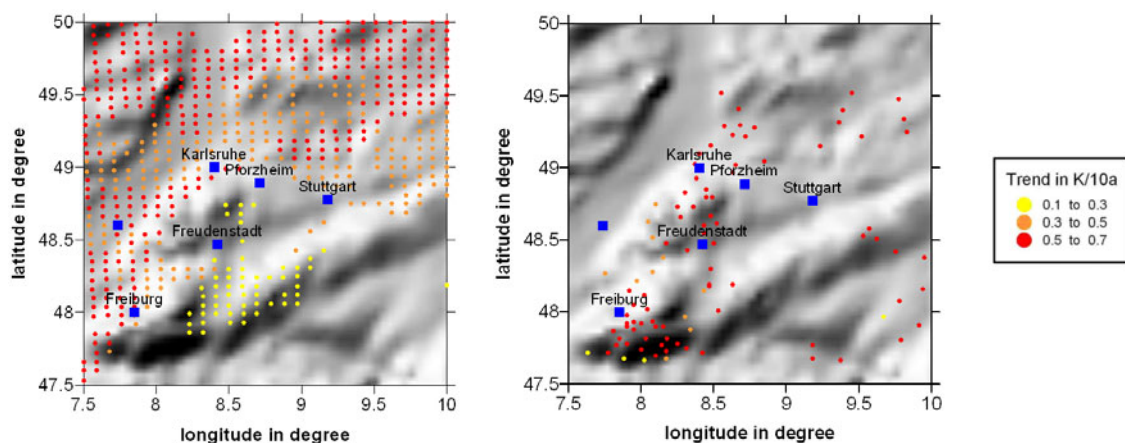 50
49.5
49
48.5
48
47.5
latitude in degree
7.5 8 8.5 9 9.5 10
longitude in degree
Karlsruhe
Pforzheim
Stuttgart
Freudenstadt
Freiburg
50
49.5
49
48.5
48
47.5
latitude in degree
7.5 8 8.5 9 9.5 10
longitude in degree
Karlsruhe
Pforzheim
Stuttgart
Freudenstadt
Freiburg
Trend in K/10a
0.1 to 0.3
0.3 to 0.5
0.5 to 0.7